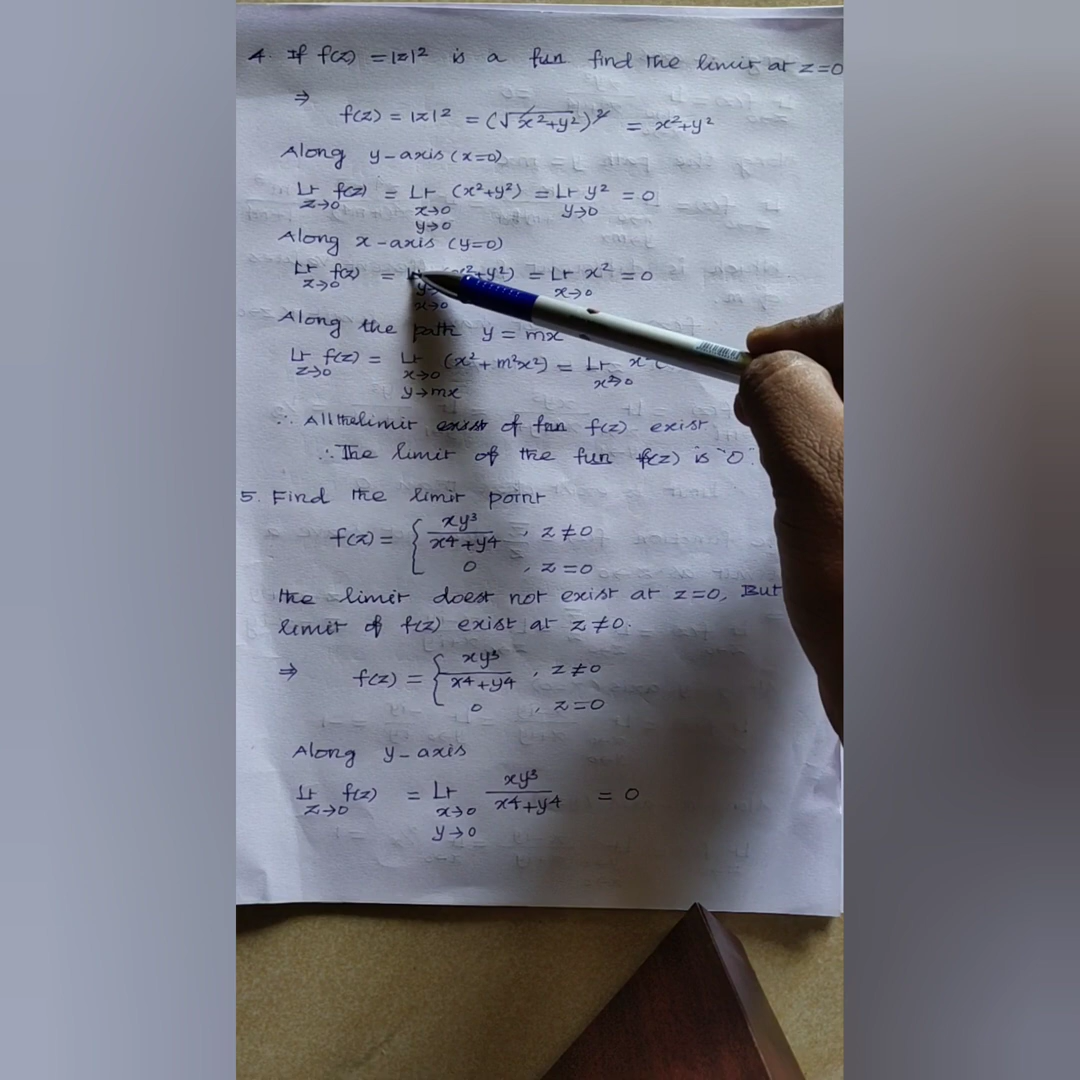 4. If f(z) = |z|² is a fun find the limit at z=0
⇒
f(z) = |z|² = (√x²+y²)² = x²+y²
Along y-axis (x=0)
Lt f(z) = Lt (x²+y²) = Lt y² = 0
z→0 x→0 y→0
y→0
Along x-axis (y=0)
Lt f(z) = x²+y²) = Lt x² = 0
z→0 x→0 x→0
Along the path y = mx
Lt f(z) = Lt (x²+m²x²) = Lt x²(
z→0 x→0 x→0
y→mx
∴ All the limit exist of fun f(z) exist
∴ The limit of the fun f(z) is '0'.
5. Find the limit point
f(z) = { xy³/x⁴+y⁴ , z≠0
0 , z=0
the limit doest not exist at z=0, But
limit of f(z) exist at z≠0.
⇒ f(z) = { xy³/x⁴+y⁴ , z≠0
0 , z=0
Along y-axis
Lt f(z) = Lt xy³/x⁴+y⁴ = 0
z→0 x→0
y→0